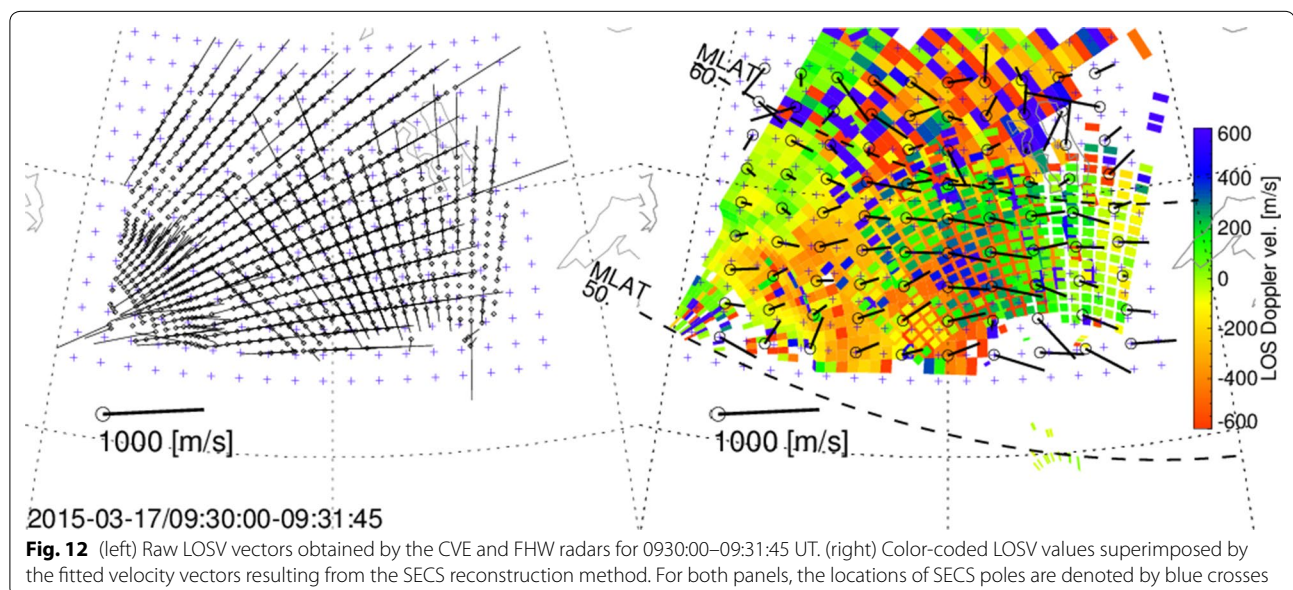 MLAT
60.
MLAT
50.
600
400
200
0
-200
-400
-600
LOS Doppler vel. [m/s]
1000 [m/s]
1000 [m/s]
2015-03-17/09:30:00-09:31:45
Fig. 12 (left) Raw LOSV vectors obtained by the CVE and FHW radars for 0930:00–09:31:45 UT. (right) Color-coded LOSV values superimposed by
the fitted velocity vectors resulting from the SECS reconstruction method. For both panels, the locations of SECS poles are denoted by blue crosses